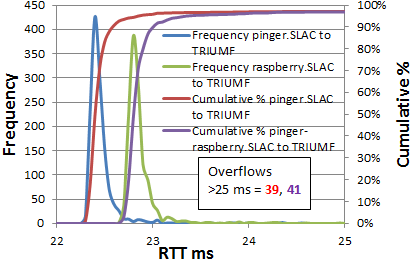 450
400
350
300
250
200
150
100
50
0
Frequency
100%
90%
80%
70%
60%
50%
40%
30%
20%
10%
0%
Cumulative %
Frequency pinger.SLAC to
TRIUMF
Frequency raspberry.SLAC
to TRIUMF
Cumulative % pinger.SLAC
to TRIUMF
Cumulative % pinger-
raspberry.SLAC to TRIUMF
Overflows
>25 ms = 39, 41
22 23 24 25
RTT ms